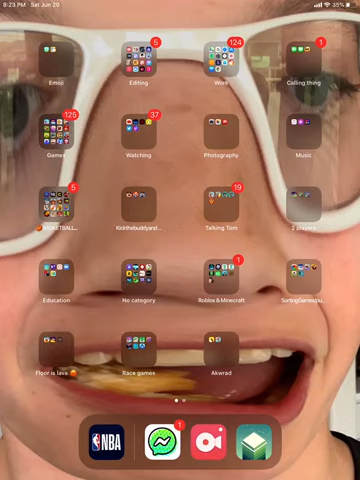 8:23 PM Sat Jun 20
35%
5
124
1
Emoji
Editing
Work
Calling thing
125
37
Games
Watching
Photography
Music
5
19
🏀BASKETBALL...
Kickthebuddyand...
Talking Tom
2 players
1
Education
No category
Roblox & Minecraft
Floor is lava
Race games
Akwrad
NBA
1